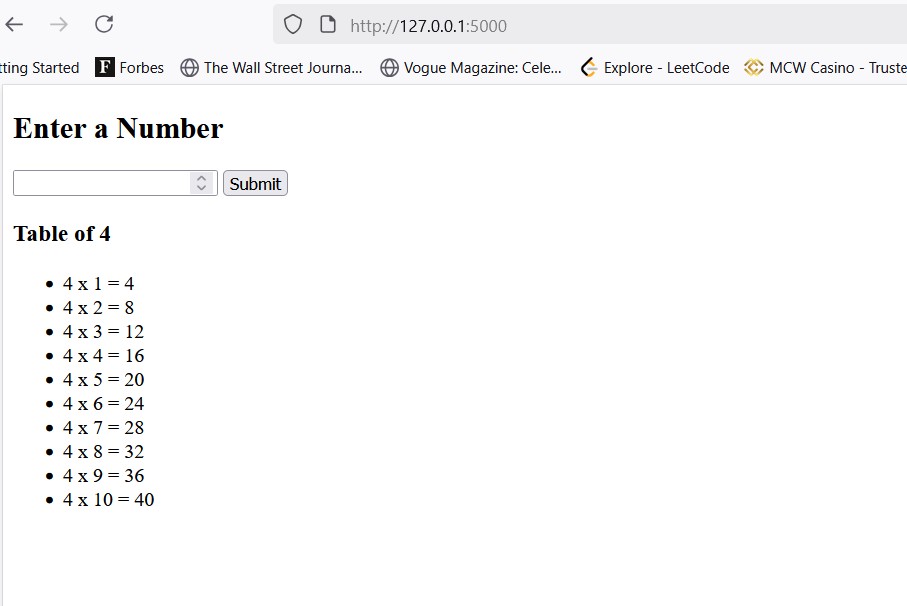 http://127.0.0.1:5000
tting Started Forbes The Wall Street Journa... Vogue Magazine: Cele... Explore - LeetCode MCW Casino - Truste
Enter a Number
Submit
Table of 4
• 4 x 1 = 4
• 4 x 2 = 8
• 4 x 3 = 12
• 4 x 4 = 16
• 4 x 5 = 20
• 4 x 6 = 24
• 4 x 7 = 28
• 4 x 8 = 32
• 4 x 9 = 36
• 4 x 10 = 40